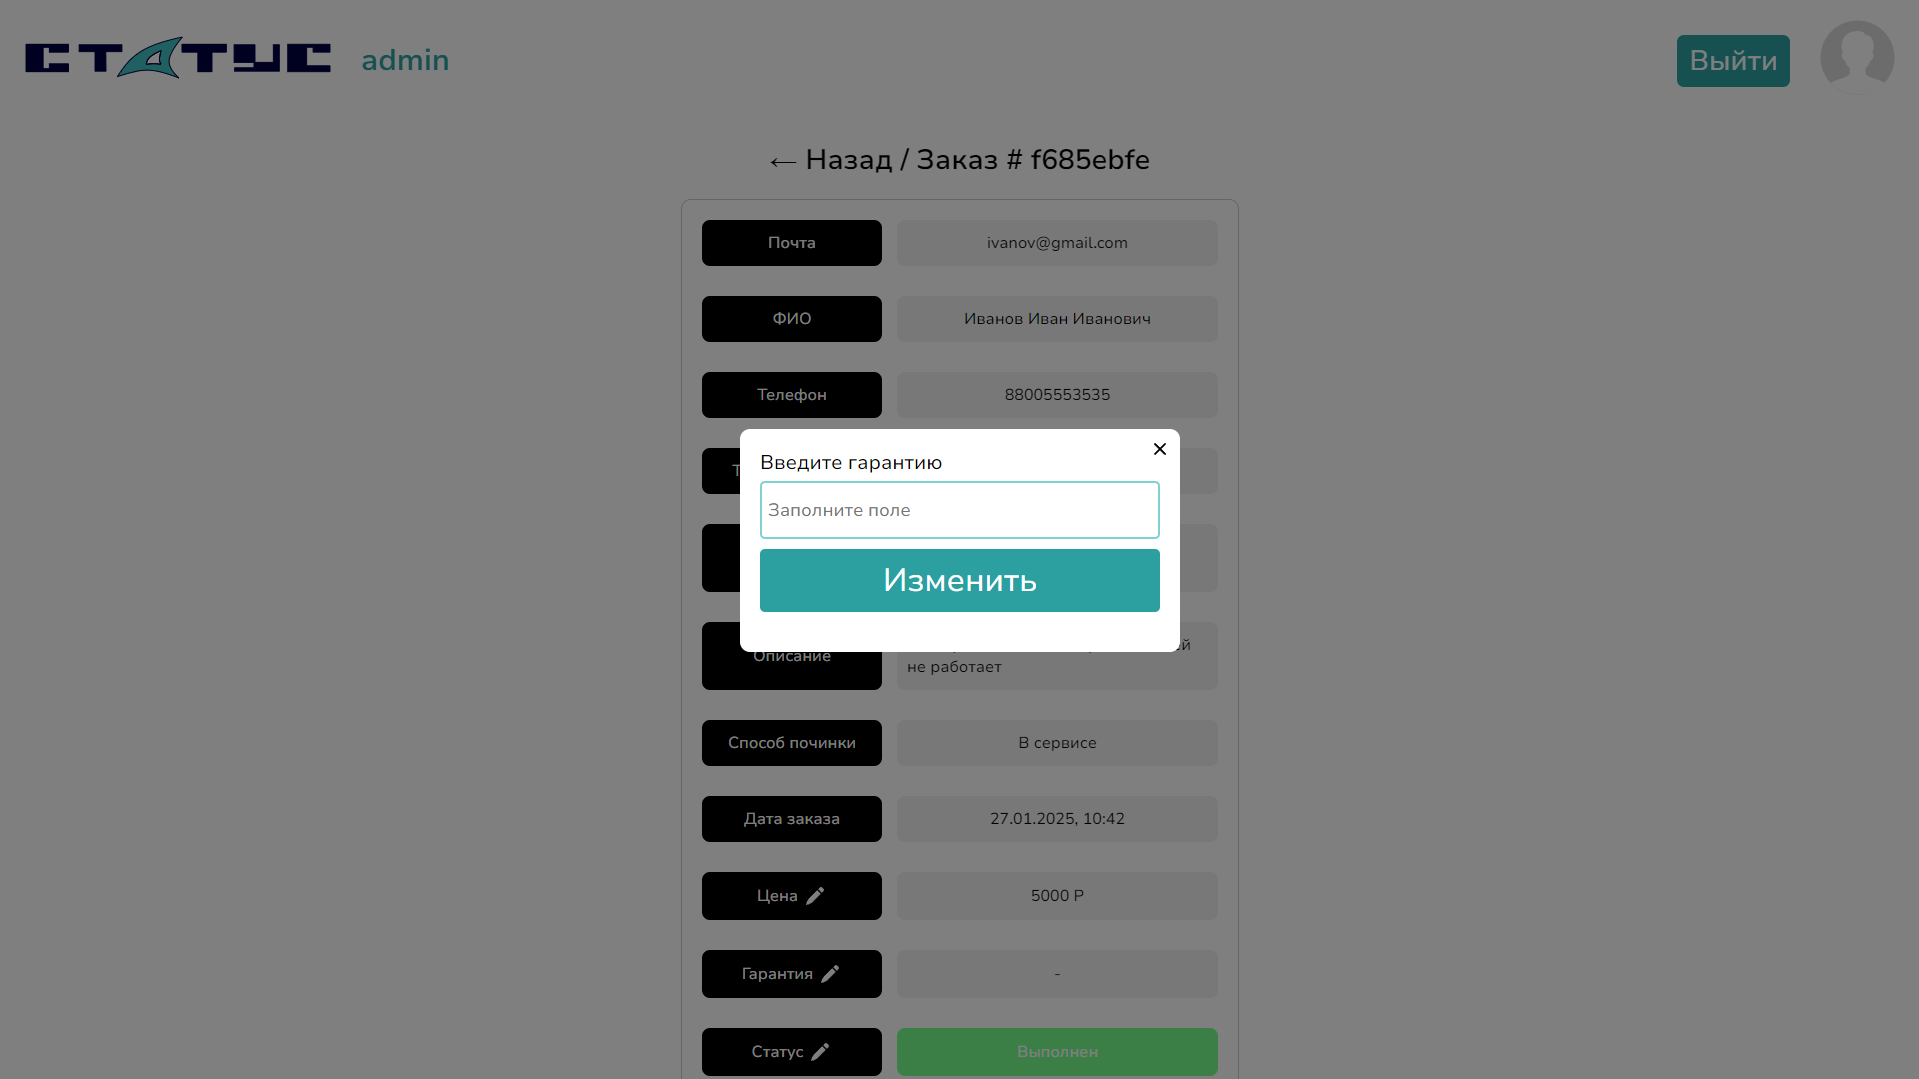 СТАТУС admin
Выйти
← Назад / Заказ # f685ebfe
Почта ivanov@gmail.com
ФИО Иванов Иван Иванович
Телефон 88005553535
Введите гарантию
Заполните поле
Изменить
Описание
не работает
Способ починки В сервисе
Дата заказа 27.01.2025, 10:42
Цена 5000 Р
Гарантия -
Статус Выполнен